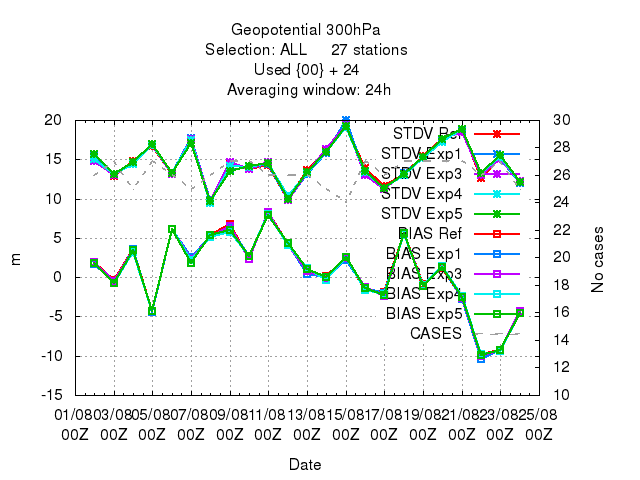 Geopotential 300hPa
Selection: ALL 27 stations
Used {00} + 24
Averaging window: 24h
20
15
10
5
0
-5
-10
-15
m
30
28
26
24
22
20
18
16
14
12
10
No cases
STDV Ref
STDV Exp1
STDV Exp3
STDV Exp4
STDV Exp5
BIAS Ref
BIAS Exp1
BIAS Exp3
BIAS Exp4
BIAS Exp5
CASES
01/08 03/08 05/08 07/08 09/08 11/08 13/08 15/08 17/08 19/08 21/08 23/08 25/08
00Z 00Z 00Z 00Z 00Z 00Z 00Z 00Z 00Z 00Z 00Z 00Z 00Z
Date